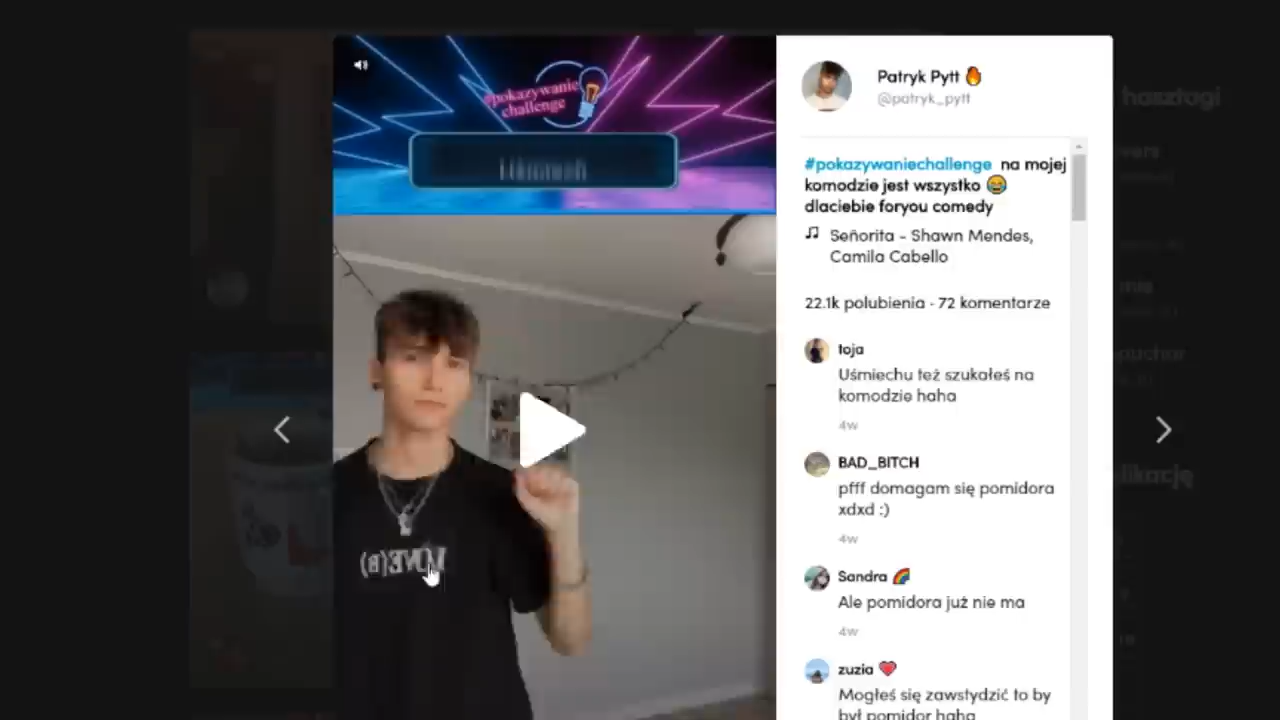 #pokazywanie
challenge
LOVE(B)
Patryk Pytt 🔥
@patryk_pytt
#pokazywaniechallenge na mojej
komodzie jest wszystko 😂
dlaciebie foryou comedy
Señorita - Shawn Mendes,
Camila Cabello
22.1k polubienia · 72 komentarze
toja
Uśmiechu też szukałeś na
komodzie haha
4w
BAD_BITCH
pfff domagam się pomidora
xdxd :)
4w
Sandra 🌈
Ale pomidora już nie ma
4w
zuzia ❤️
Mogłeś się zawstydzić to by
był pomidor haha
hasztagi